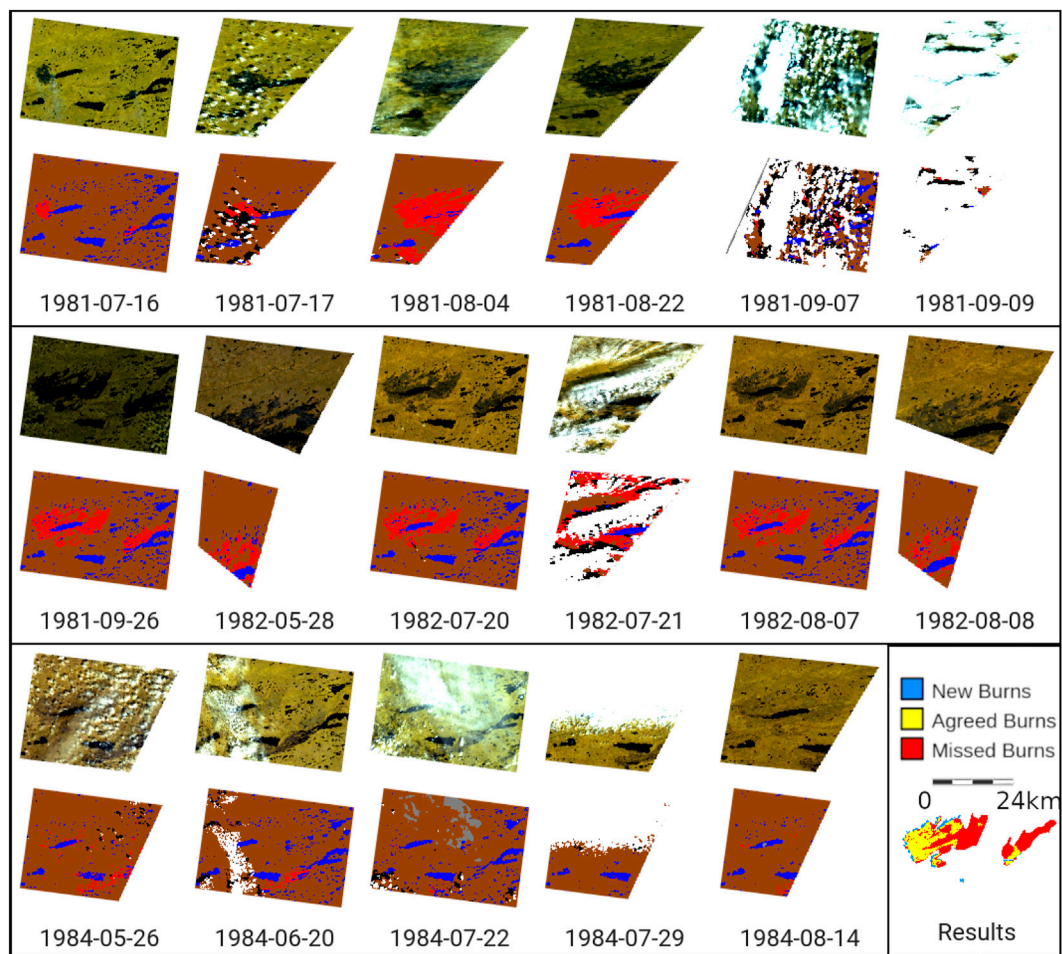 1981-07-16 1981-07-17 1981-08-04 1981-08-22 1981-09-07 1981-09-09
1981-09-26 1982-05-28 1982-07-20 1982-07-21 1982-08-07 1982-08-08
New Burns
Agreed Burns
Missed Burns
0 24km
1984-05-26 1984-06-20 1984-07-22 1984-07-29 1984-08-14 Results